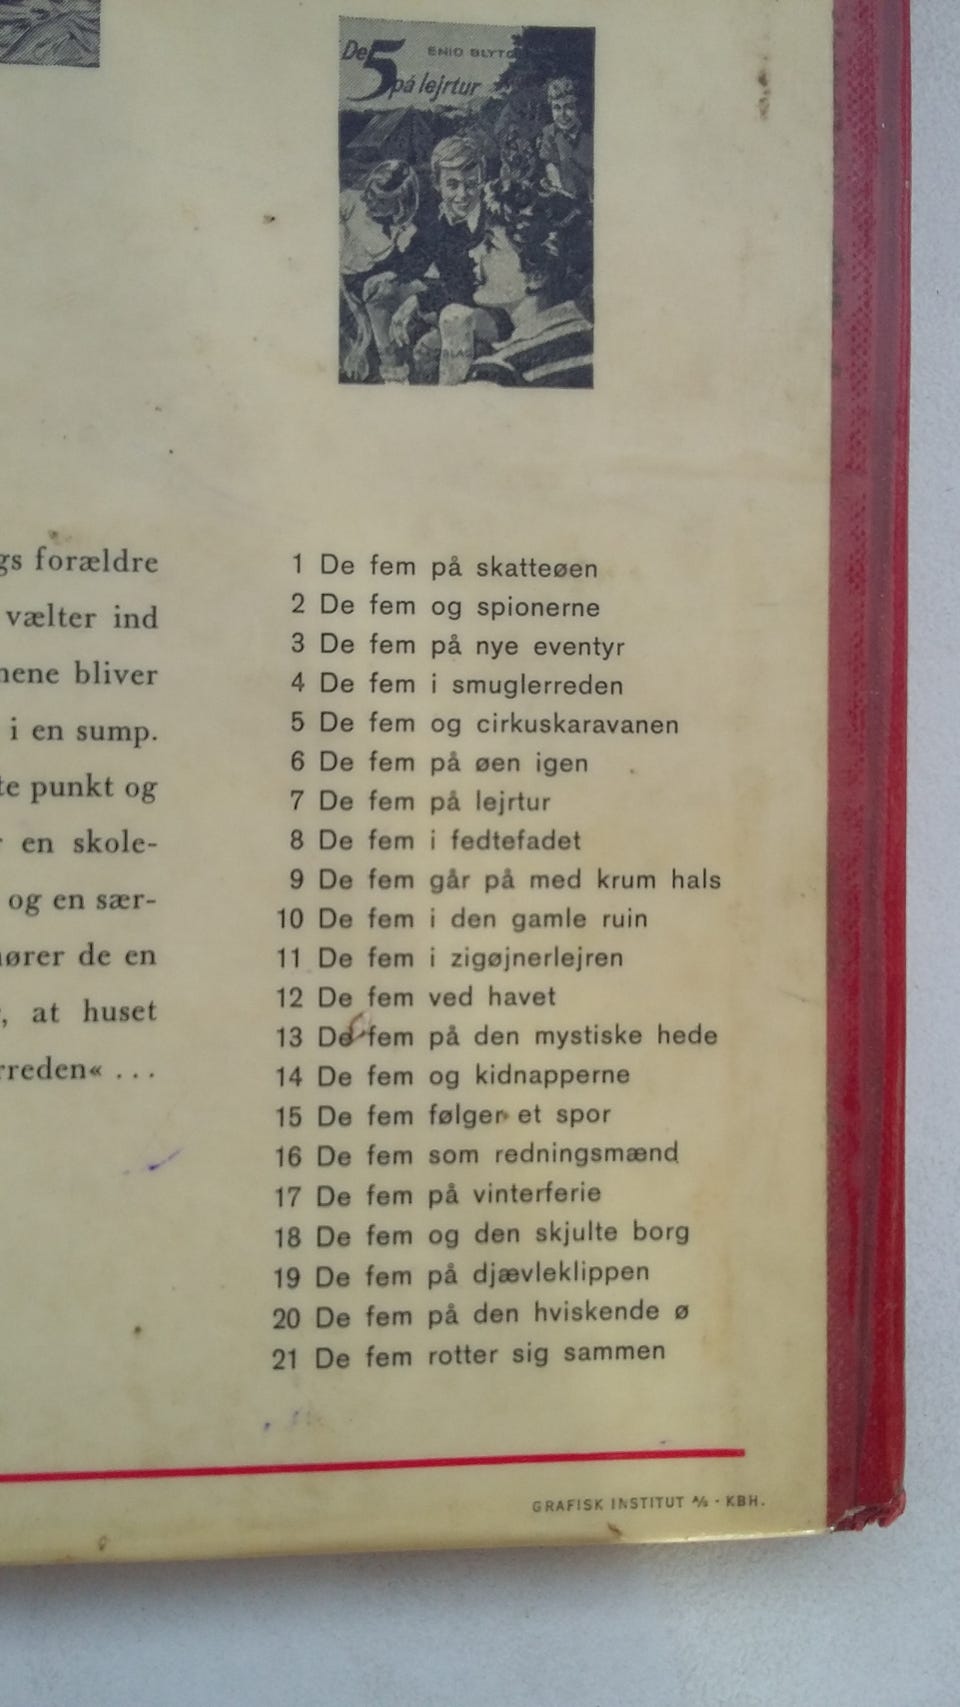 De 5 ENID BLYTO
på lejrtur
gs forældre
vælter ind
nene bliver
i en sump.
te punkt og
r en skole-
og en sær-
hører de en
, at huset
rreden« ...
1 De fem på skatteøen
2 De fem og spionerne
3 De fem på nye eventyr
4 De fem i smuglerreden
5 De fem og cirkuskaravanen
6 De fem på øen igen
7 De fem på lejrtur
8 De fem i fedtefadet
9 De fem går på med krum hals
10 De fem i den gamle ruin
11 De fem i zigøjnerlejren
12 De fem ved havet
13 De fem på den mystiske hede
14 De fem og kidnapperne
15 De fem følger et spor
16 De fem som redningsmænd
17 De fem på vinterferie
18 De fem og den skjulte borg
19 De fem på djævleklippen
20 De fem på den hviskende ø
21 De fem rotter sig sammen
GRAFISK INSTITUT A/S - KBH.